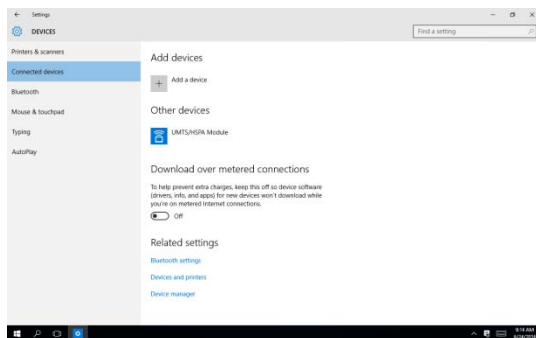 Settings
DEVICES
Find a setting
Printers & scanners
Connected devices
Bluetooth
Mouse & touchpad
Typing
AutoPlay
Add devices
Add a device
Other devices
UMTS/HSPA Module
Download over metered connections
To help prevent extra charges, keep this off so device software
(drivers, info, and apps) for new devices won't download while
you're on metered Internet connections.
Off
Related settings
Bluetooth settings
Devices and printers
Device manager
9:14 AM